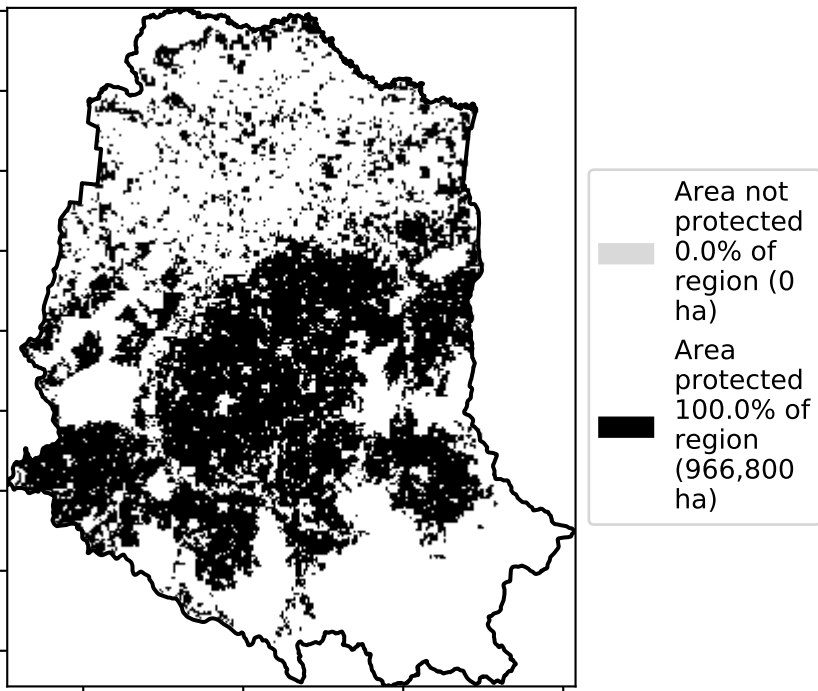 Area not
protected
0.0% of
region (0
ha)
Area
protected
100.0% of
region
(966,800
ha)